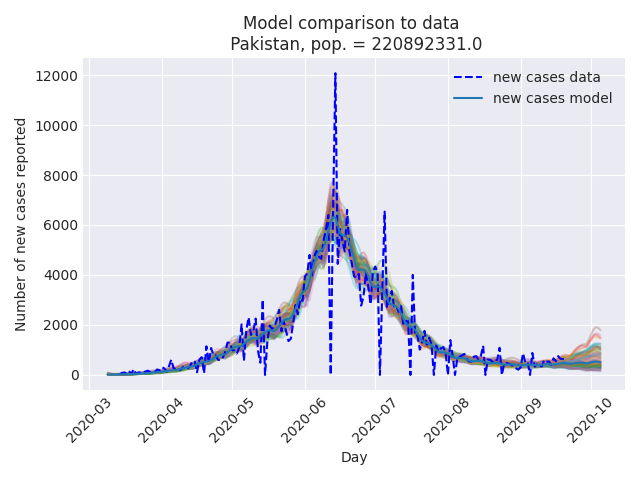 Model comparison to data
Pakistan, pop. = 220892331.0
new cases data
new cases model
Number of new cases reported
12000
10000
8000
6000
4000
2000
0
2020-03
2020-04
2020-05
2020-06
2020-07
2020-08
2020-09
2020-10
Day